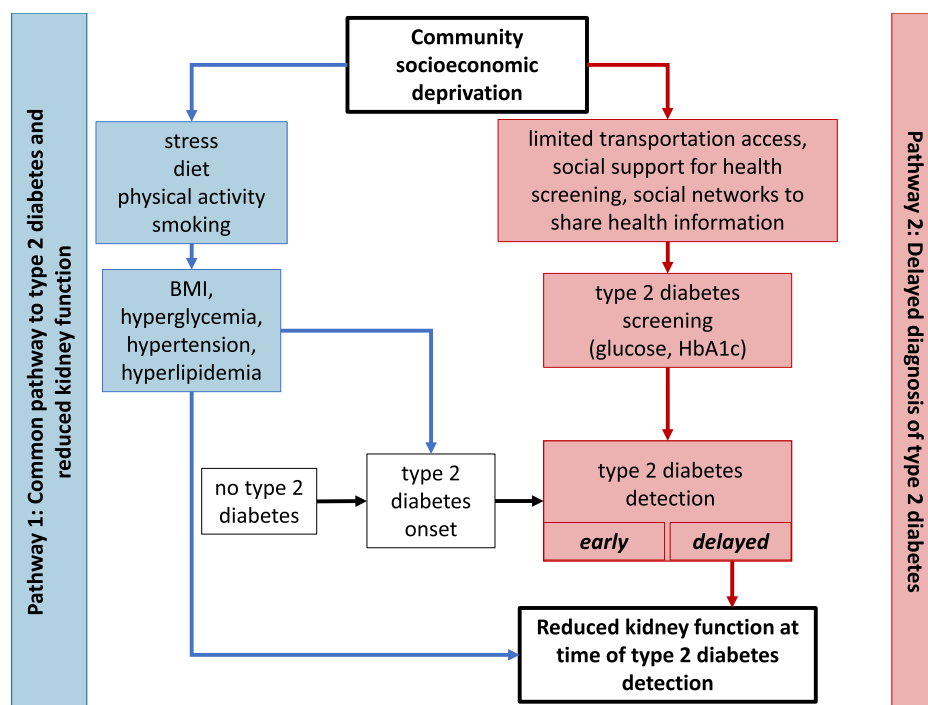 Pathway 1: Common pathway to type 2 diabetes and
reduced kidney function
Community
socioeconomic
deprivation
stress
diet
physical activity
smoking
limited transportation access,
social support for health
screening, social networks to
share health information
BMI,
hyperglycemia,
hypertension,
hyperlipidemia
type 2 diabetes
screening
(glucose, HbA1c)
no type 2
diabetes
type 2
diabetes
onset
type 2 diabetes
detection
early
delayed
Reduced kidney function at
time of type 2 diabetes
detection
Pathway 2: Delayed diagnosis of type 2 diabetes